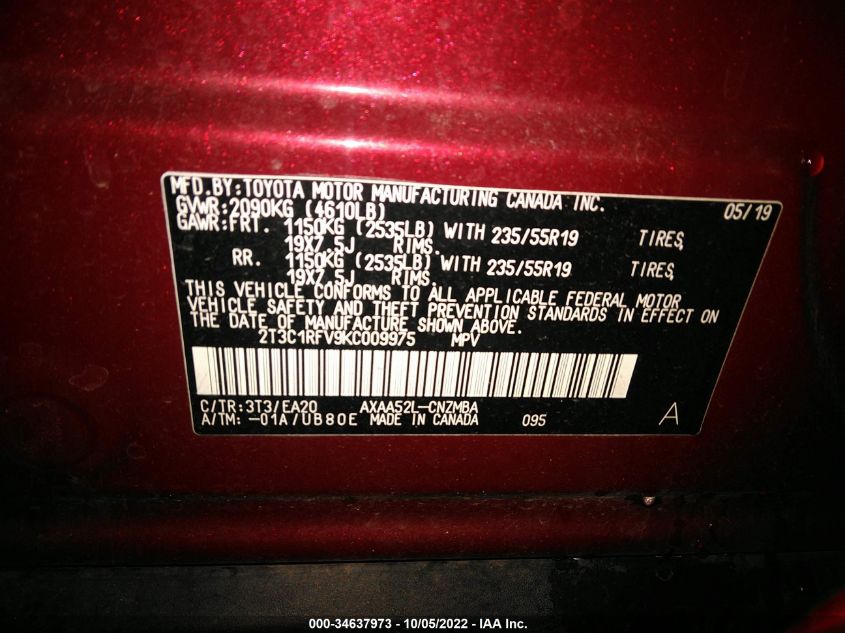 MFD.BY:TOYOTA MOTOR MANUFACTURING CANADA INC. 05/19
GVWR:2090KG (4610LB)
GAWR:FRT. 1150KG (2535LB) WITH 235/55R19 TIRES,
19X7.5J RIMS,
RR. 1150KG (2535LB) WITH 235/55R19 TIRES,
19X7.5J RIMS.
THIS VEHICLE CONFORMS TO ALL APPLICABLE FEDERAL MOTOR
VEHICLE SAFETY AND THEFT PREVENTION STANDARDS IN EFFECT ON
THE DATE OF MANUFACTURE SHOWN ABOVE.
2T3C1RFV9KC009975 MPV
C/TR:3T3/EA20 AXAA52L-CNZMBA
A/TM: -01A/UB80E MADE IN CANADA 095 A
000-34637973 - 10/05/2022 - IAA Inc.